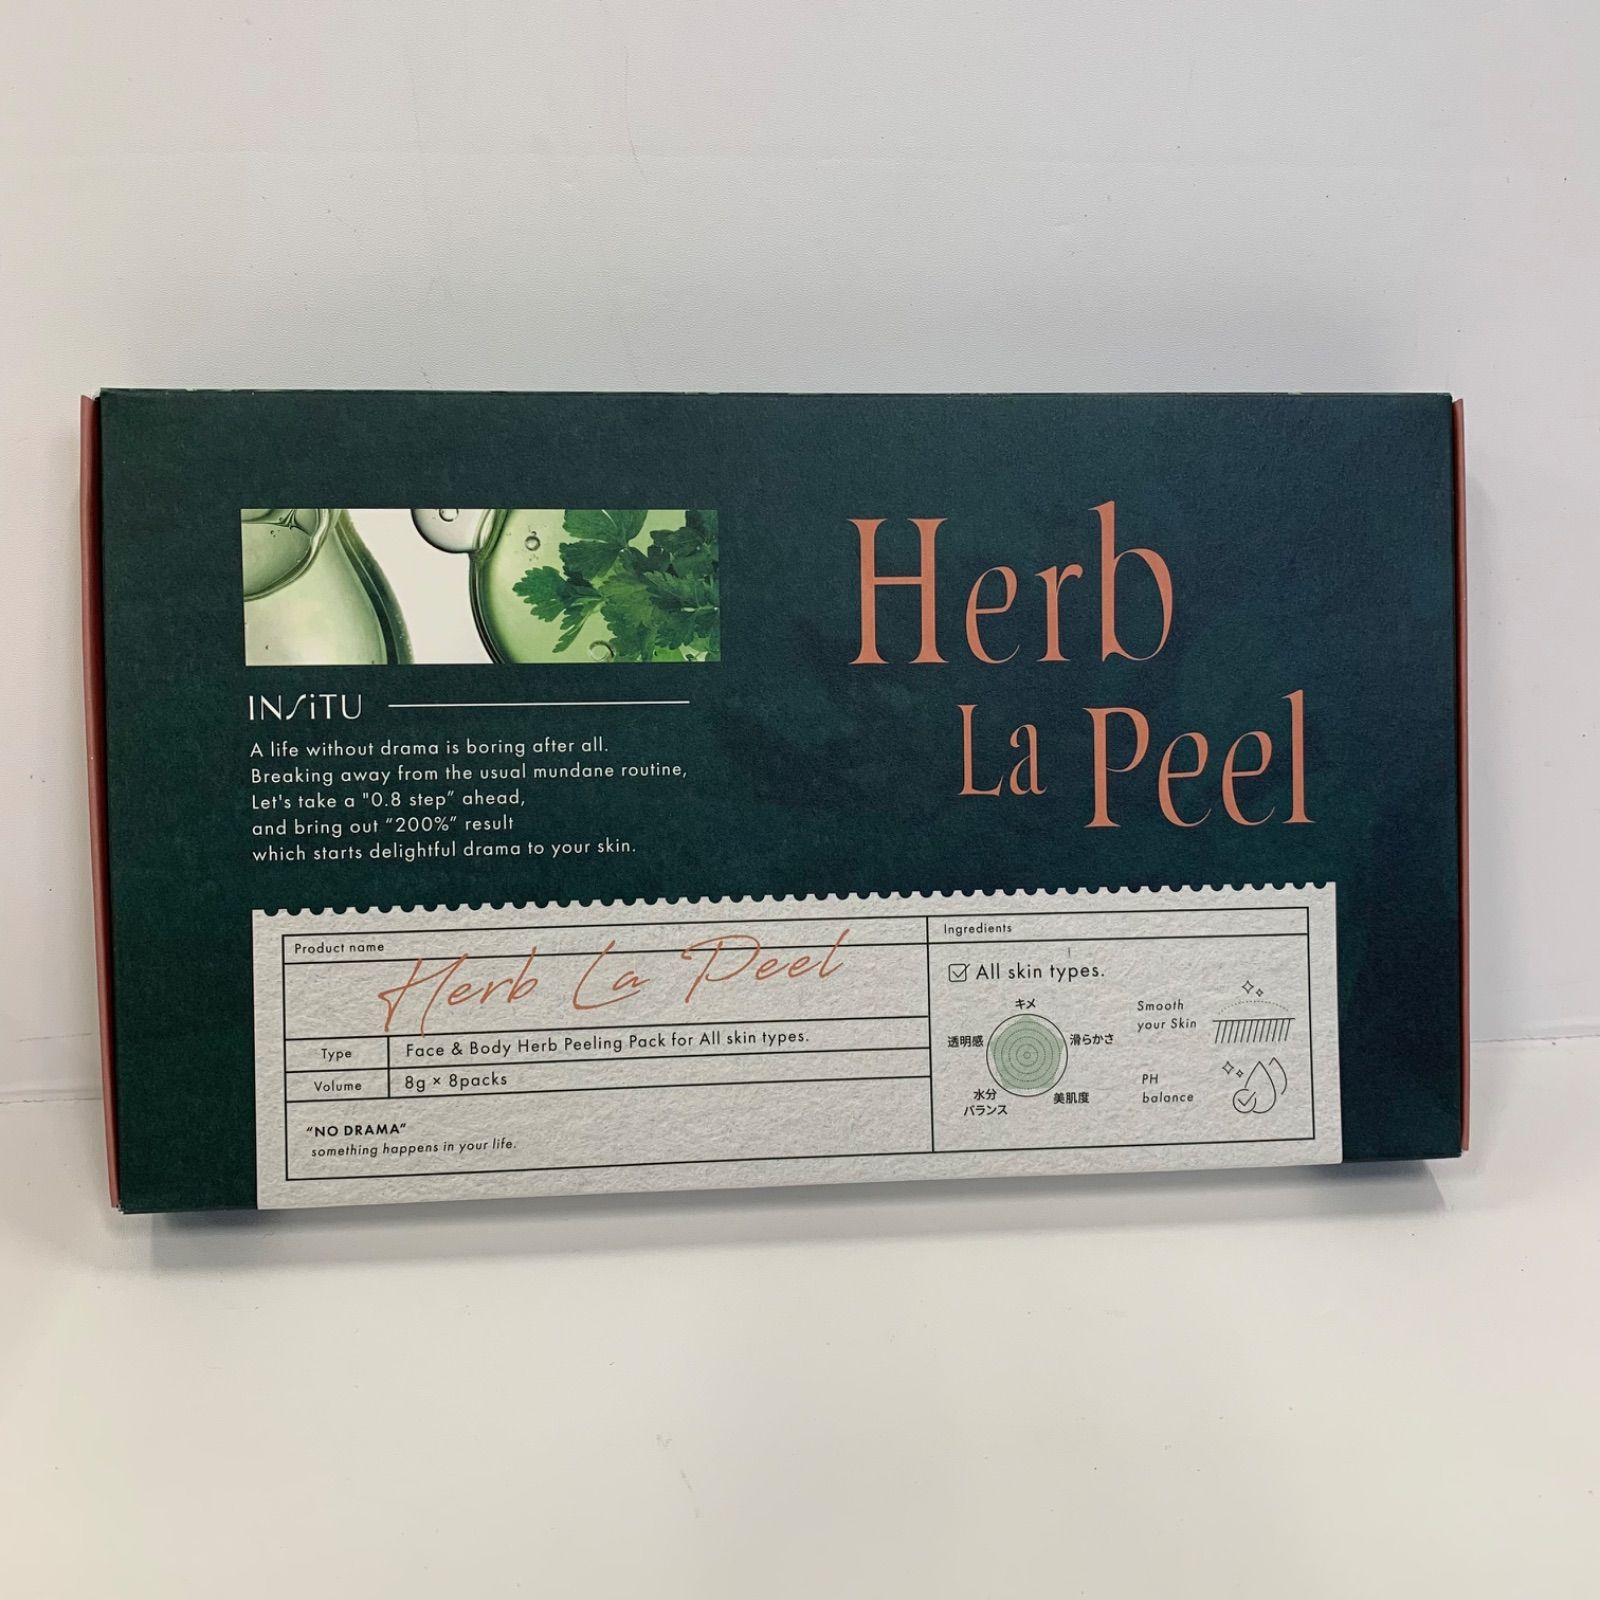 Herb
La Peel
INSiTU
A life without drama is boring after all.
Breaking away from the usual mundane routine,
Let's take a "0.8 step" ahead,
and bring out "200%" result
which starts delightful drama to your skin.
Product name
Herb La Peel
Type
Face & Body Herb Peeling Pack for All skin types.
Volume
8g × 8packs
"NO DRAMA"
something happens in your life.
Ingredients
All skin types.
キメ
透明感
滑らかさ
水分
バランス
美肌度
Smooth
your Skin
PH
balance